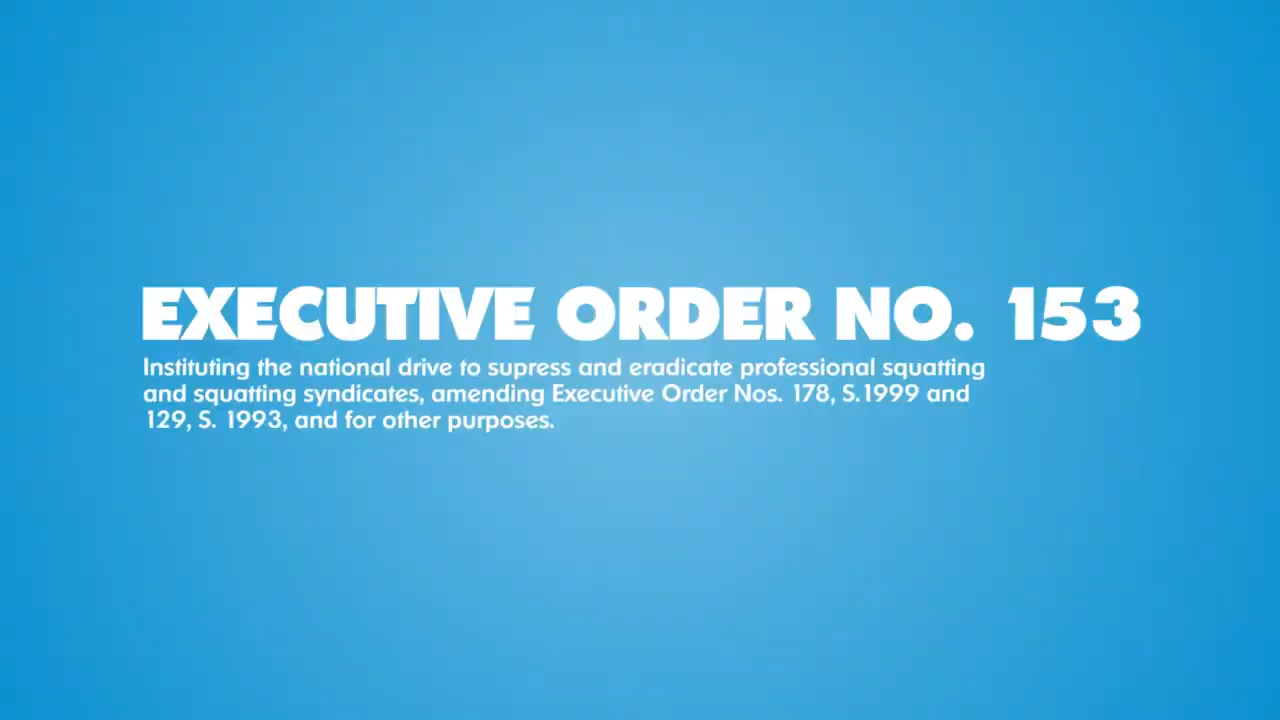 EXECUTIVE ORDER NO. 153
Instituting the national drive to supress and eradicate professional squatting
and squatting syndicates, amending Executive Order Nos. 178, S.1999 and
129, S. 1993, and for other purposes.